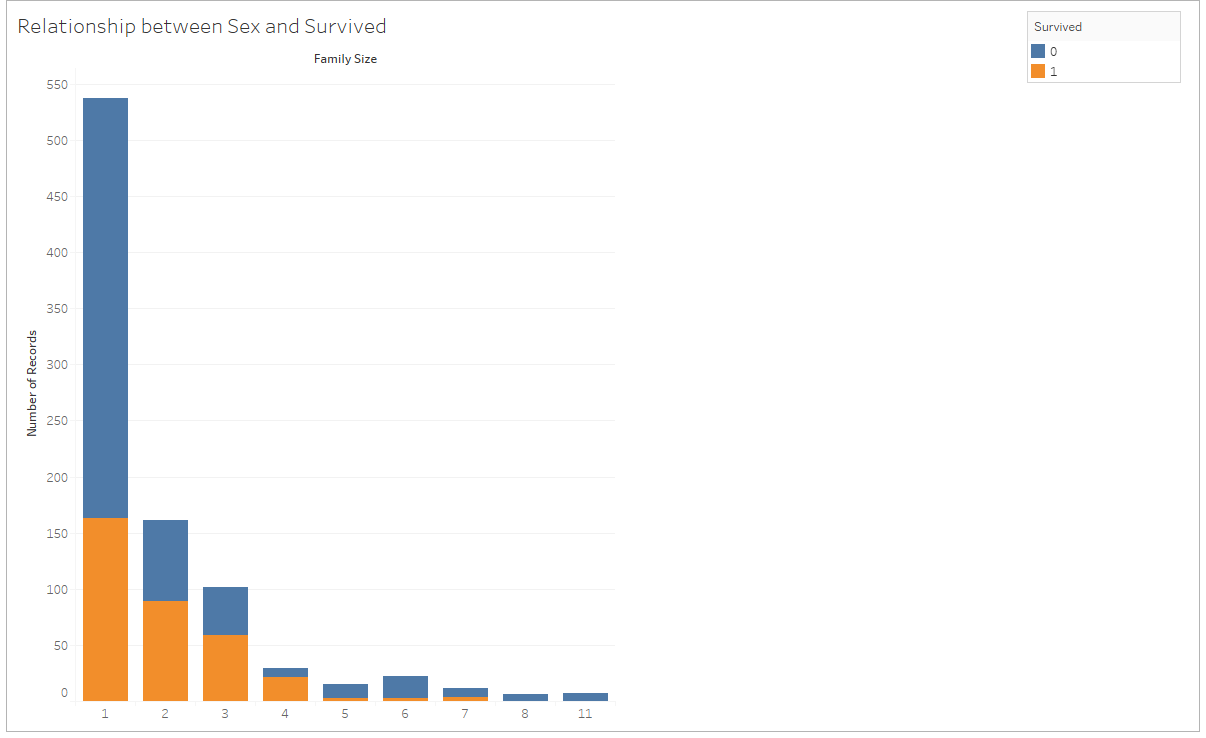 Relationship between Sex and Survived
Survived
0
1
Family Size
Number of Records
550
500
450
400
350
300
250
200
150
100
50
0
1 2 3 4 5 6 7 8 11